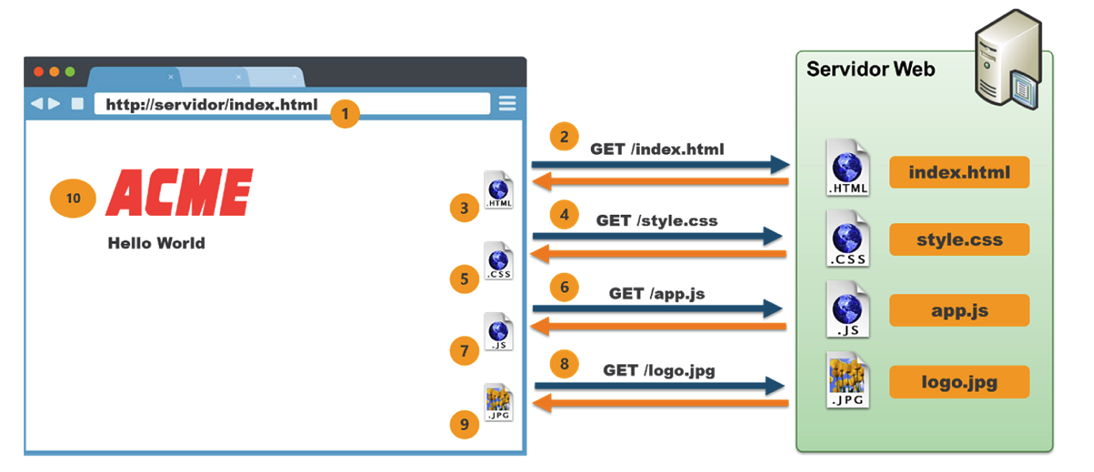 Servidor Web
http://servidor/index.html
1
2
GET /index.html
.HTML
index.html
10
ACME
3
.HTML
Hello World
4
GET /style.css
.CSS
style.css
5
.CSS
6
GET /app.js
.JS
app.js
7
.JS
8
GET /logo.jpg
.JPG
logo.jpg
9
.JPG